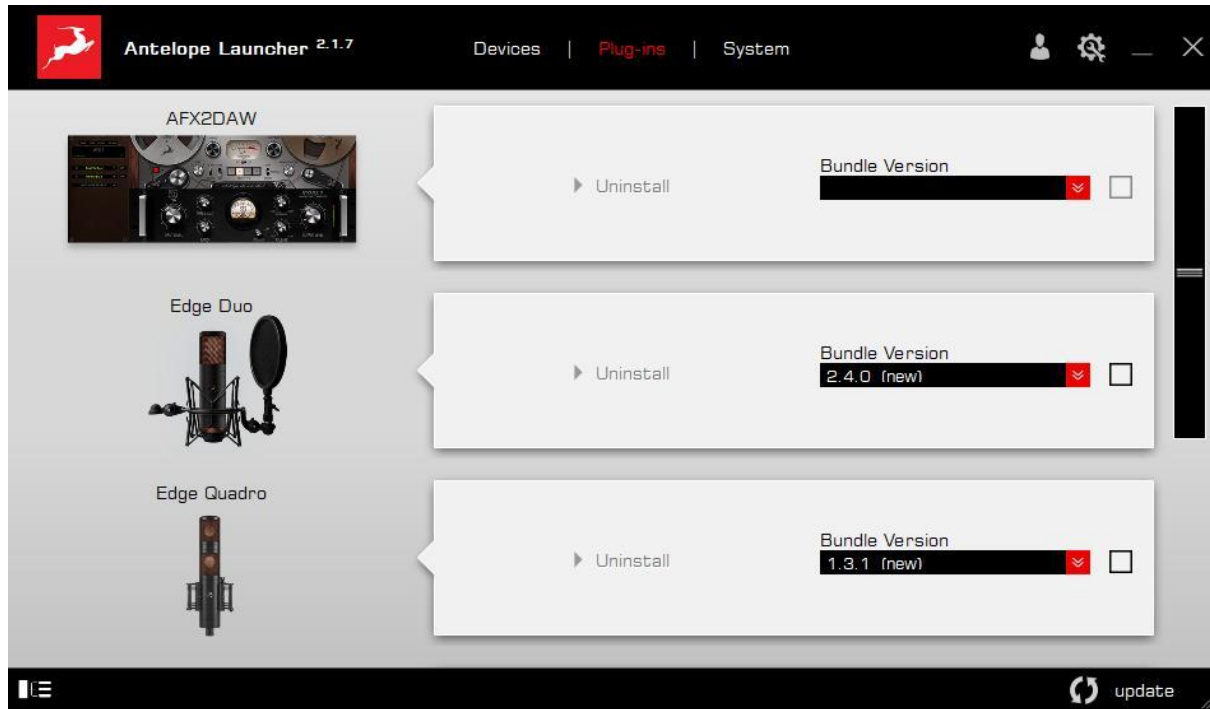 Antelope Launcher 2.1.7
Devices | Plug-ins | System
AFX2DAW
Uninstall
Bundle Version
Edge Duo
Uninstall
Bundle Version
2.4.0 (new)
Edge Quadro
Uninstall
Bundle Version
1.3.1 (new)
update